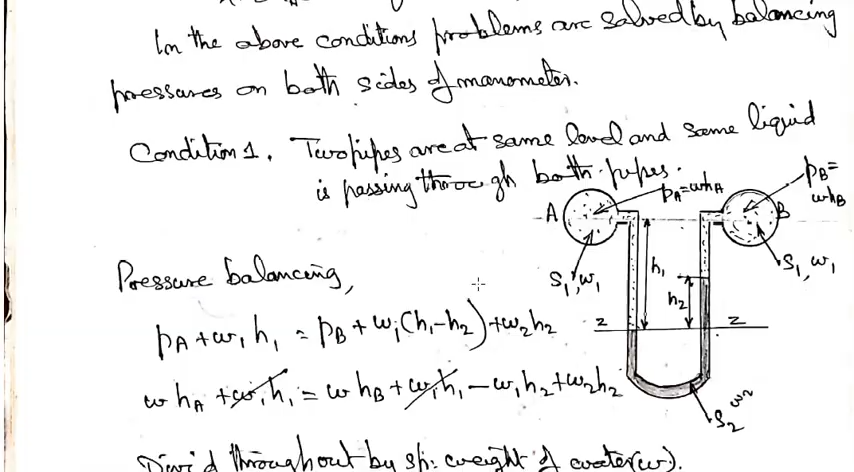 In the above conditions problems are solved by balancing
pressures on both sides of manometer.
Condition 1. Two pipes are at same level and same liquid
is passing through both pipes.
pA = whA
pB =
whB
A
B
S1, w1
S1, w1
h1
h2
Z
Z
S2 w2
Pressure balancing,
pA + w1 h1 = pB + w1(h1-h2) + w2h2
w hA + w1h1 = w hB + w1h1 - w1h2 + w2h2
Divid throughout by sp. weight of water(w).